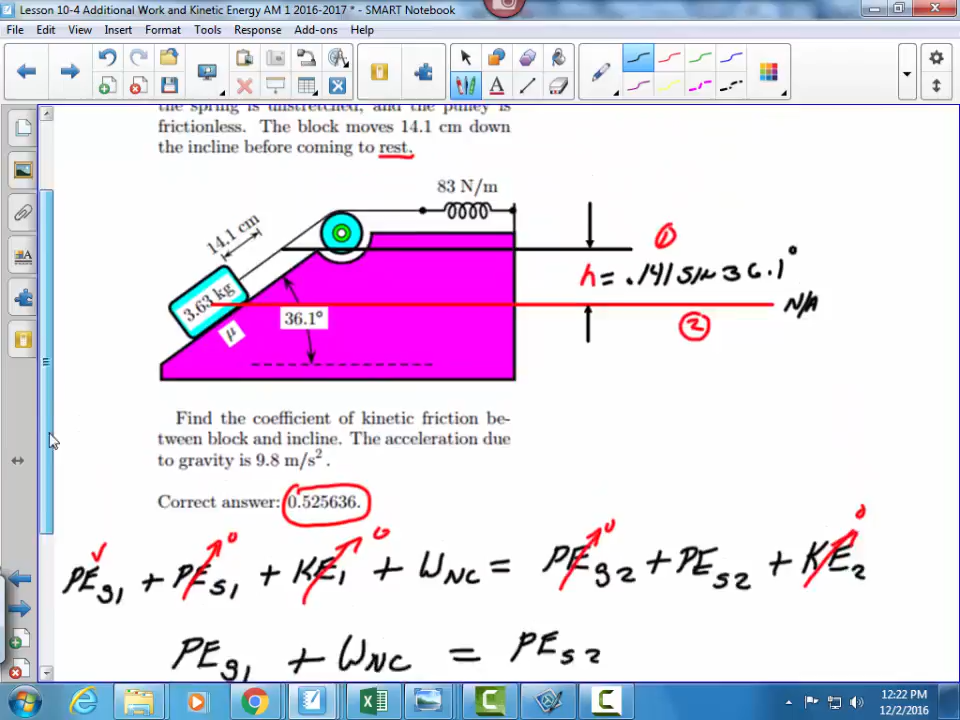 Lesson 10-4 Additional Work and Kinetic Energy AM 1 2016-2017 * - SMART Notebook
File Edit View Insert Format Tools Response Add-ons Help
the spring is unstretched, and the pulley is
frictionless. The block moves 14.1 cm down
the incline before coming to rest.
83 N/m
14.1 cm
①
h = .141 sin 36.1°
3.63 kg
36.1°
μ
N/A
②
Find the coefficient of kinetic friction be-
tween block and incline. The acceleration due
to gravity is 9.8 m/s².
Correct answer: 0.525636.
0 0 0 0
PEg1 + PEs1 + KE1 + WNC = PEg2 + PEs2 + KE2
PEg1 + WNC = PEs2
12:22 PM
12/2/2016